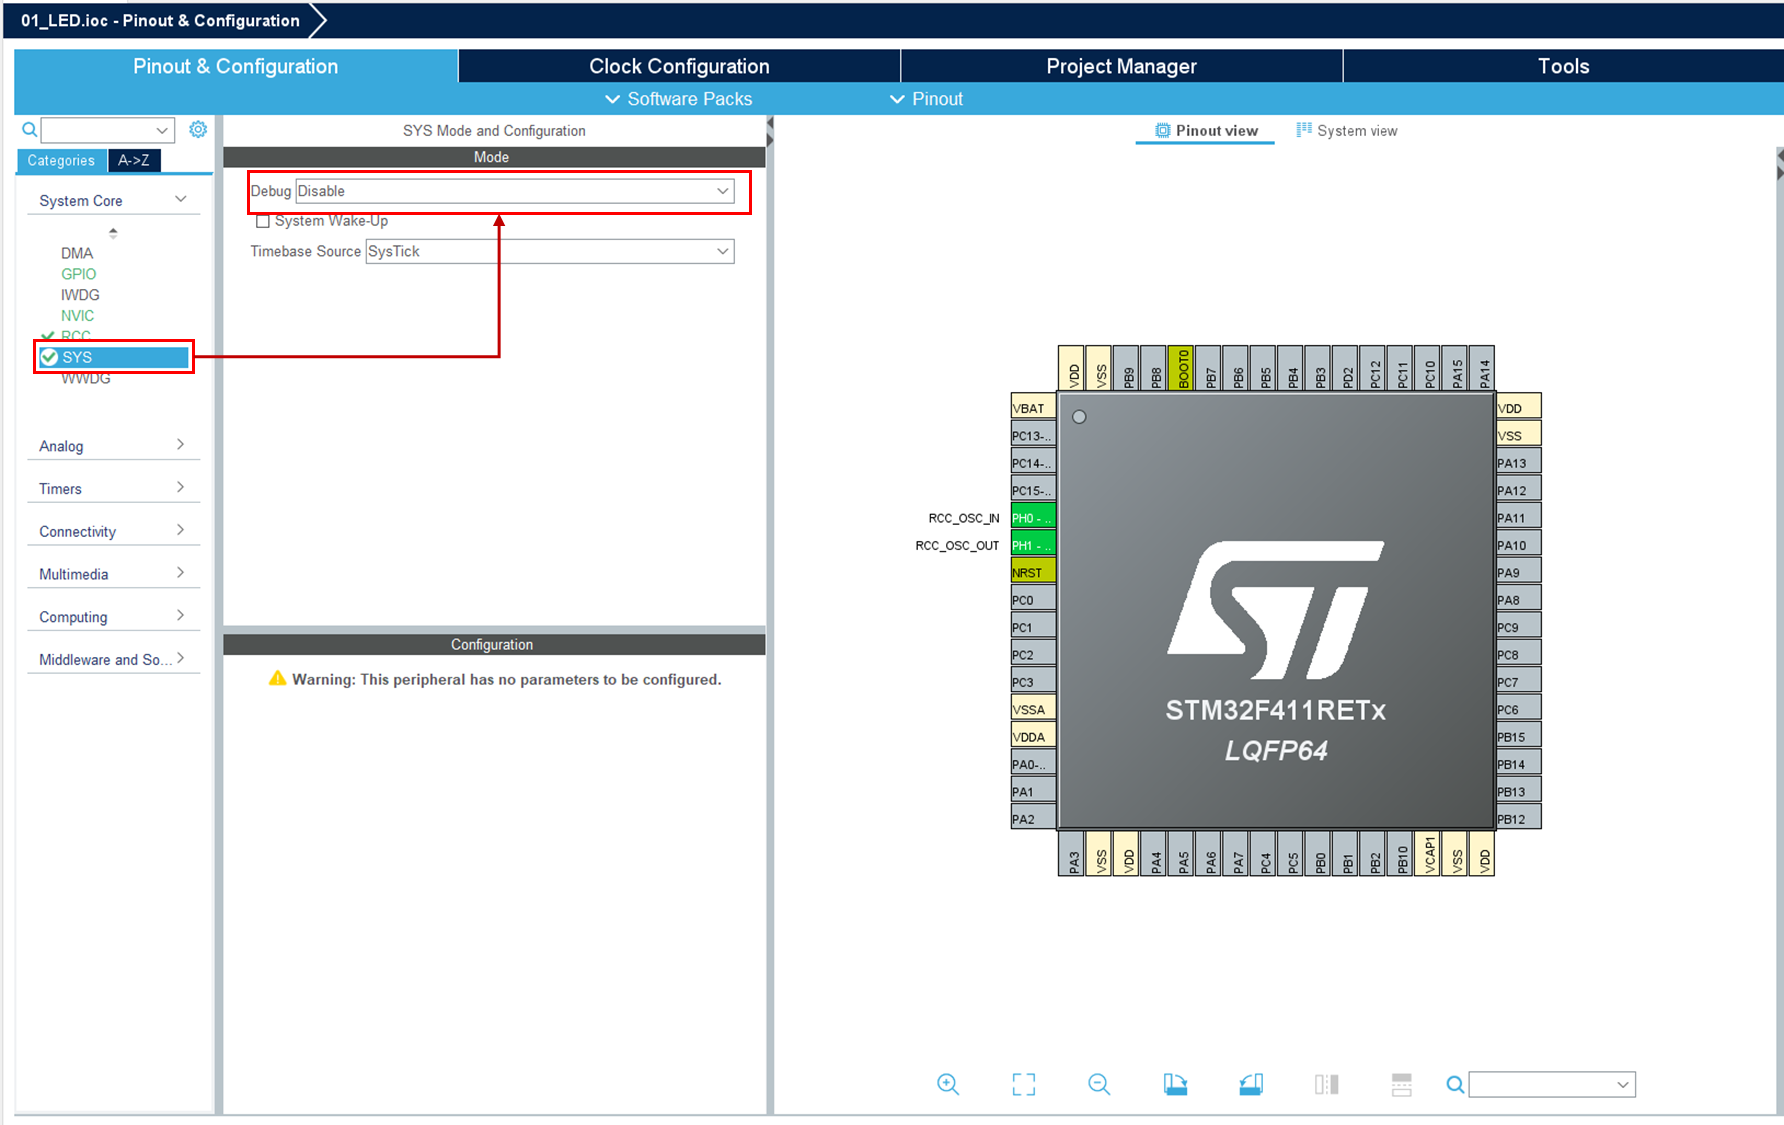 01_LED.ioc - Pinout & Configuration
Pinout & Configuration
Clock Configuration
Project Manager
Tools
Software Packs
Pinout
SYS Mode and Configuration
Pinout view
System view
Categories
A->Z
Mode
System Core
Debug Disable
System Wake-Up
Timebase Source SysTick
DMA
GPIO
IWDG
NVIC
RCC
SYS
WWDG
Analog
Timers
Connectivity
Multimedia
Computing
Middleware and So...
Configuration
Warning: This peripheral has no parameters to be configured.
VDD
VSS
PB9
PB8
BOOT0
PB7
PB6
PB5
PB4
PB3
PD2
PC12
PC11
PC10
PA15
PA14
VBAT
PC13-..
PC14-..
PC15-..
RCC_OSC_IN
PH0 - ..
RCC_OSC_OUT
PH1 - ..
NRST
PC0
PC1
PC2
PC3
VSSA
VDDA
PA0-..
PA1
PA2
VDD
VSS
PA13
PA12
PA11
PA10
PA9
PA8
PC9
PC8
PC7
PC6
PB15
PB14
PB13
PB12
ST
STM32F411RETx
LQFP64
PA3
VSS
VDD
PA4
PA5
PA6
PA7
PC4
PC5
PB0
PB1
PB2
PB10
VCAP1
VSS
VDD